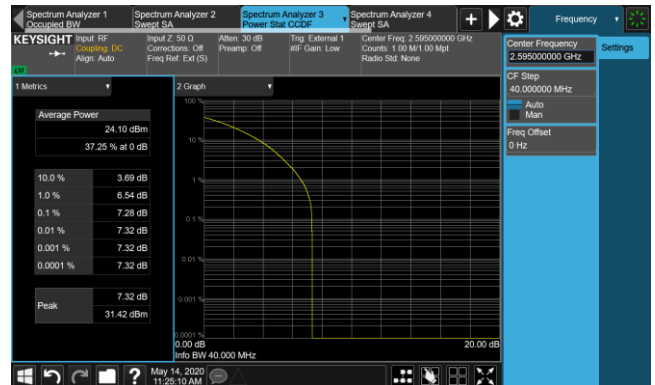 Spectrum Analyzer 1
Occupied BW
Spectrum Analyzer 2
Swept SA
Spectrum Analyzer 3
Power Stat CCDF
Spectrum Analyzer 4
Swept SA
Frequency
KEYSIGHT
Input: RF
Coupling: DC
Align: Auto
Input Z: 50 Ω
Corrections: Off
Freq Ref: Ext (S)
Atten: 30 dB
Preamp: Off
Trig: External 1
#IF Gain: Low
Center Freq: 2.595000000 GHz
Counts: 1.00 M/1.00 Mpt
Radio Std: None
Center Frequency
2.595000000 GHz
Settings
CF Step
40.000000 MHz
Auto
Man
Freq Offset
0 Hz
1 Metrics
2 Graph
Average Power
24.10 dBm
37.25 % at 0 dB
10.0 % 3.69 dB
1.0 % 6.54 dB
0.1 % 7.28 dB
0.01 % 7.32 dB
0.001 % 7.32 dB
0.0001 % 7.32 dB
Peak
7.32 dB
31.42 dBm
100 %
10 %
1 %
0.1 %
0.01 %
0.001 %
0.0001 %
0.00 dB
20.00 dB
Info BW 40.000 MHz
?
May 14, 2020
11:25:10 AM